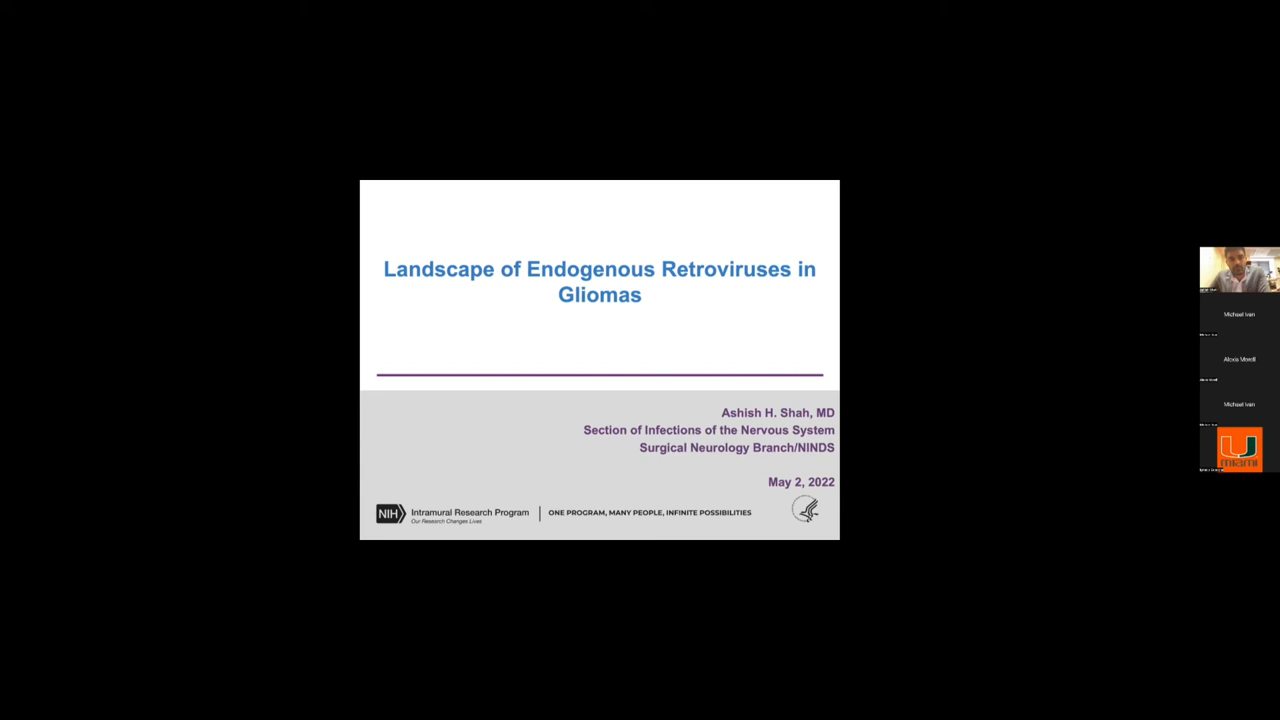 Landscape of Endogenous Retroviruses in
Gliomas
Ashish H. Shah, MD
Section of Infections of the Nervous System
Surgical Neurology Branch/NINDS
May 2, 2022
NIH
Intramural Research Program
Our Research Changes Lives
ONE PROGRAM, MANY PEOPLE, INFINITE POSSIBILITIES
Michael Ivan
Alexis Morell
Michael Ivan
MIAMI